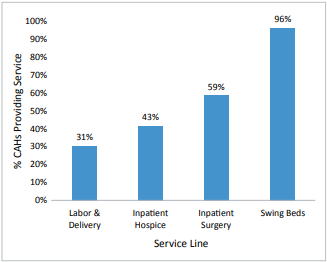 100%
90%
80%
70%
60%
50%
40%
30%
20%
10%
0%
% CAHs Providing Service
31%
43%
59%
96%
Labor &
Delivery
Inpatient
Hospice
Inpatient
Surgery
Swing Beds
Service Line